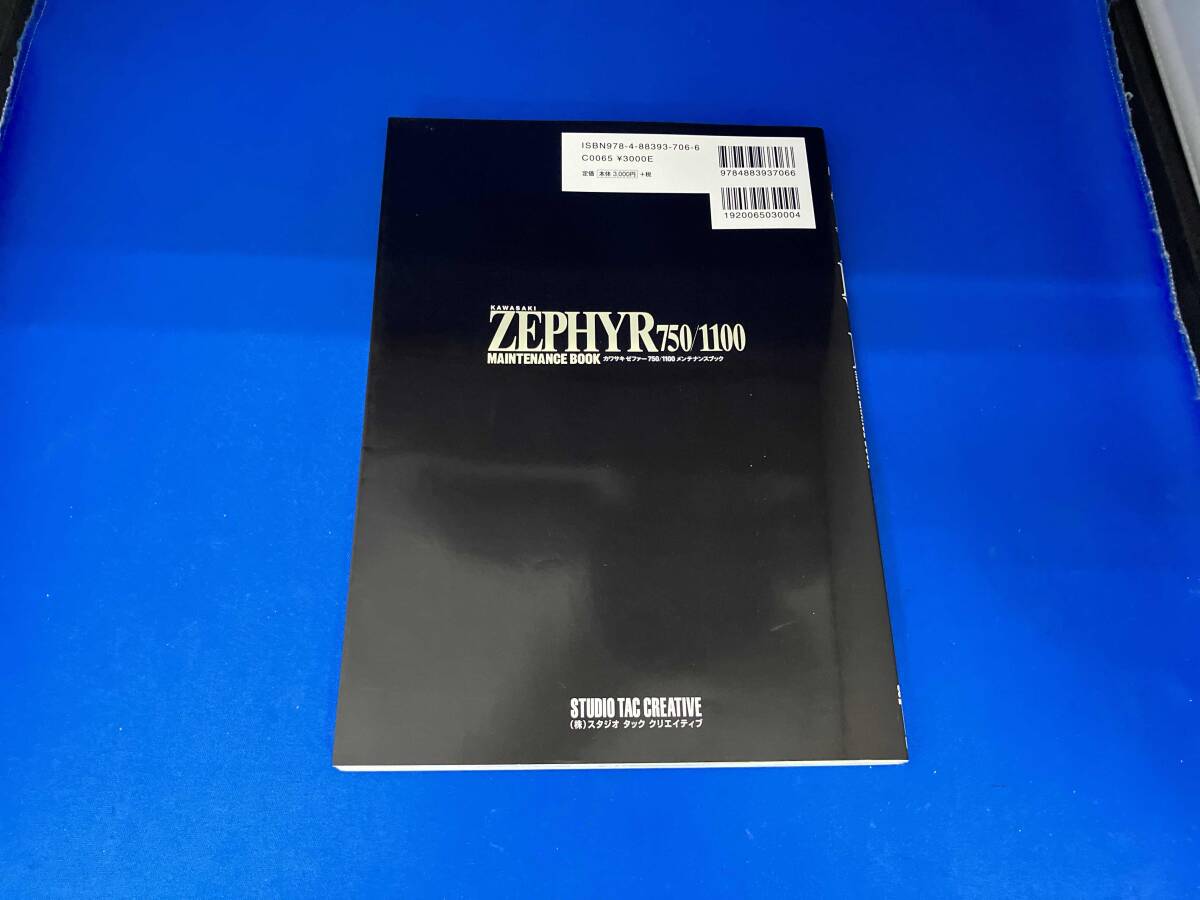 ISBN978-4-88393-706-6
C0065 ¥3000E
定価 本体 3,000円 +税
9784883937066
1920065030004
KAWASAKI
ZEPHYR750/1100
MAINTENANCE BOOK カワサキ ゼファー 750/1100 メンテナンスブック
STUDIO TAC CREATIVE
(株)スタジオ タック クリエイティブ